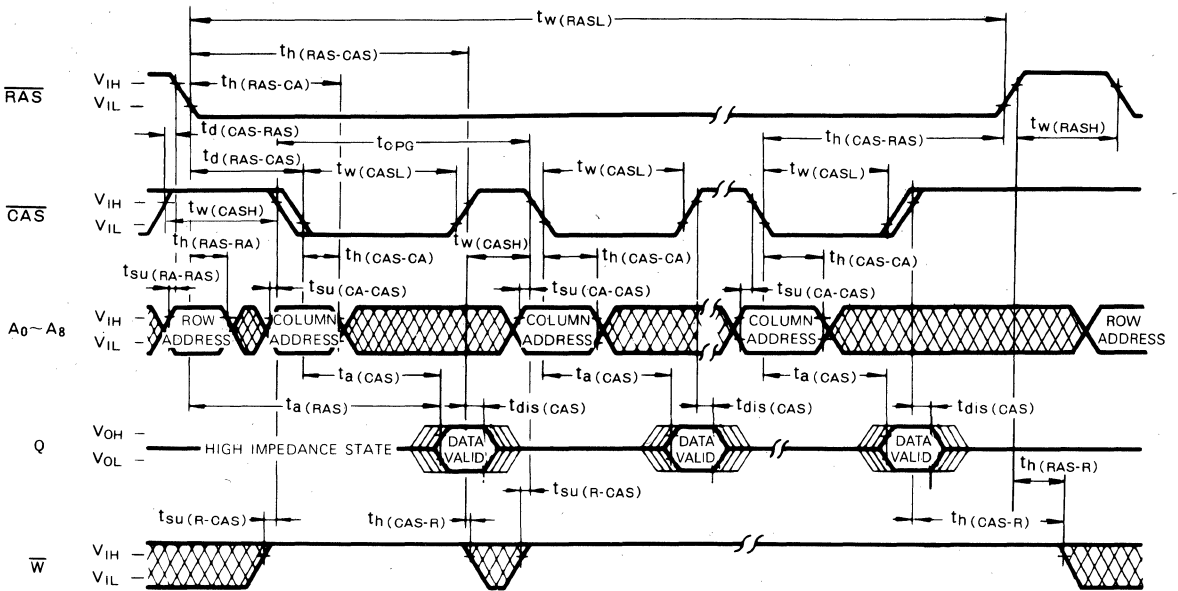 tw(RASL)
th(RAS-CAS)
th(RAS-CA)
RAS
VIH
VIL
td(CAS-RAS)
tCPG
th(CAS-RAS)
tw(RASH)
td(RAS-CAS)
tw(CASL)
tw(CASL)
tw(CASL)
CAS
VIH
VIL
tw(CASH)
tw(CASH)
th(RAS-RA)
th(CAS-CA)
th(CAS-CA)
th(CAS-CA)
tsu(RA-RAS)
tsu(CA-CAS)
tsu(CA-CAS)
tsu(CA-CAS)
A0~A8
VIH
VIL
ROW ADDRESS
COLUMN ADDRESS
COLUMN ADDRESS
COLUMN ADDRESS
ROW ADDRESS
ta(CAS)
ta(CAS)
ta(CAS)
ta(RAS)
tdis(CAS)
tdis(CAS)
tdis(CAS)
Q
VOH
VOL
HIGH IMPEDANCE STATE
DATA VALID
DATA VALID
DATA VALID
th(RAS-R)
tsu(R-CAS)
tsu(R-CAS)
th(CAS-R)
th(CAS-R)
W
VIH
VIL